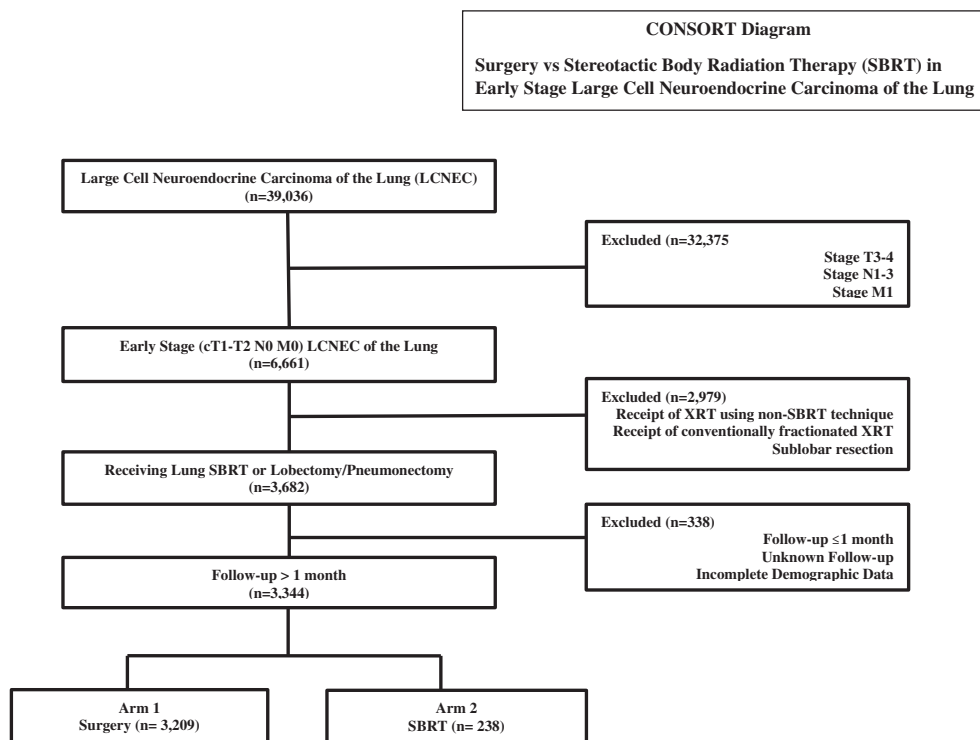 CONSORT Diagram
Surgery vs Stereotactic Body Radiation Therapy (SBRT) in
Early Stage Large Cell Neuroendocrine Carcinoma of the Lung
Large Cell Neuroendocrine Carcinoma of the Lung (LCNEC)
(n=39,036)
Excluded (n=32,375
Stage T3-4
Stage N1-3
Stage M1
Early Stage (cT1-T2 N0 M0) LCNEC of the Lung
(n=6,661)
Excluded (n=2,979)
Receipt of XRT using non-SBRT technique
Receipt of conventionally fractionated XRT
Sublobar resection
Receiving Lung SBRT or Lobectomy/Pneumonectomy
(n=3,682)
Excluded (n=338)
Follow-up ≤1 month
Unknown Follow-up
Incomplete Demographic Data
Follow-up > 1 month
(n=3,344)
Arm 1
Surgery (n= 3,209)
Arm 2
SBRT (n= 238)